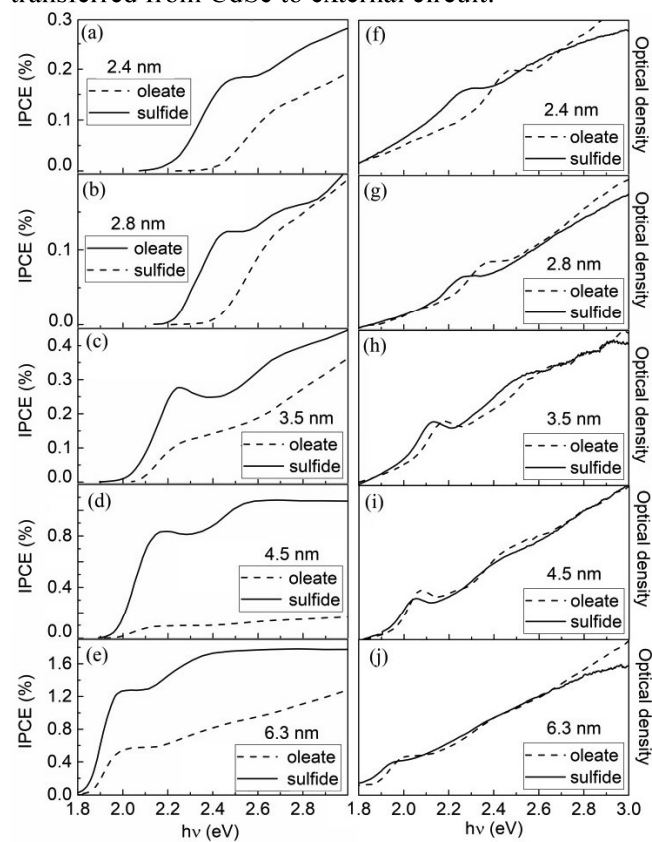 transferred from CdSe to external circuit.
(a)
2.4 nm
oleate
sulfide
IPCE (%)
0.3
0.2
0.1
0.0
(f)
2.4 nm
oleate
sulfide
Optical density
(b)
2.8 nm
oleate
sulfide
IPCE (%)
0.1
0.0
(g)
2.8 nm
oleate
sulfide
Optical density
(c)
3.5 nm
oleate
sulfide
IPCE (%)
0.4
0.3
0.1
0.0
(h)
3.5 nm
oleate
sulfide
Optical density
(d)
4.5 nm
oleate
sulfide
IPCE (%)
0.8
0.4
0.0
(i)
4.5 nm
oleate
sulfide
Optical density
(e)
6.3 nm
oleate
sulfide
IPCE (%)
1.6
1.2
0.8
0.4
0.0
(j)
6.3 nm
oleate
sulfide
Optical density
1.8 2.0 2.2 2.4 2.6 2.8
2.0 2.2 2.4 2.6 2.8 3.0
hν (eV)
hν (eV)